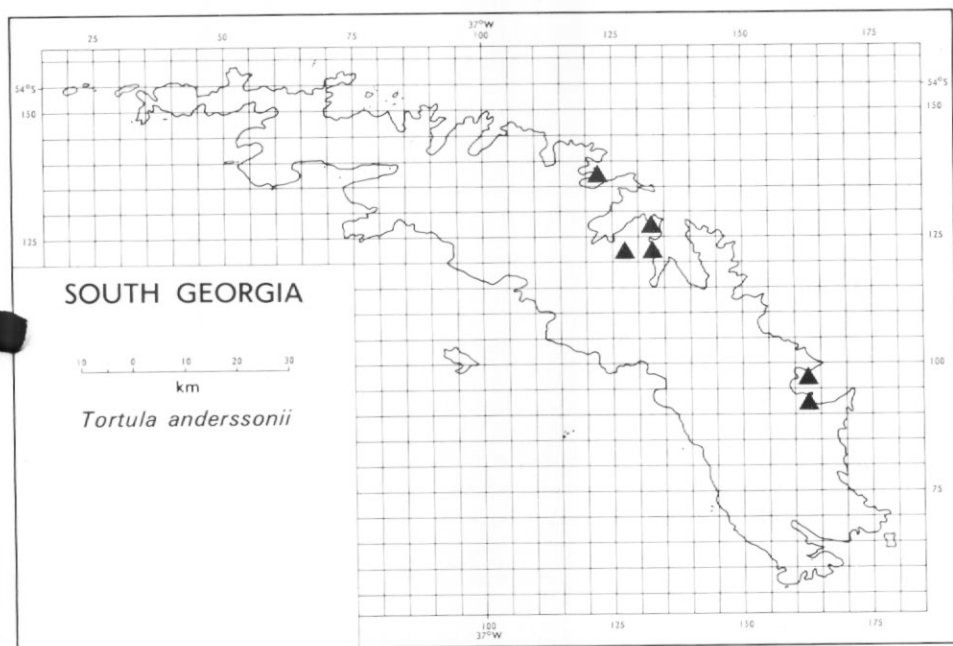 37°W
25 50 75 100 125 150 175
54°S 54°S
150 150
125 125
SOUTH GEORGIA
10 0 10 20 30
km
Tortula anderssonii
100
75
100 125 150 175
37°W